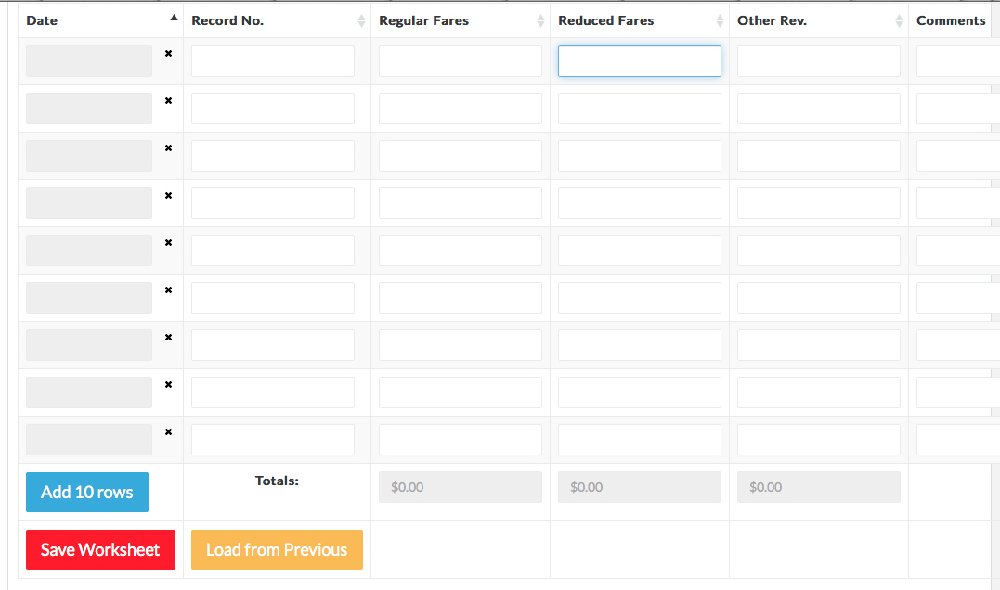 Date Record No. Regular Fares Reduced Fares Other Rev. Comments
Add 10 rows Totals: $0.00 $0.00 $0.00
Save Worksheet Load from Previous